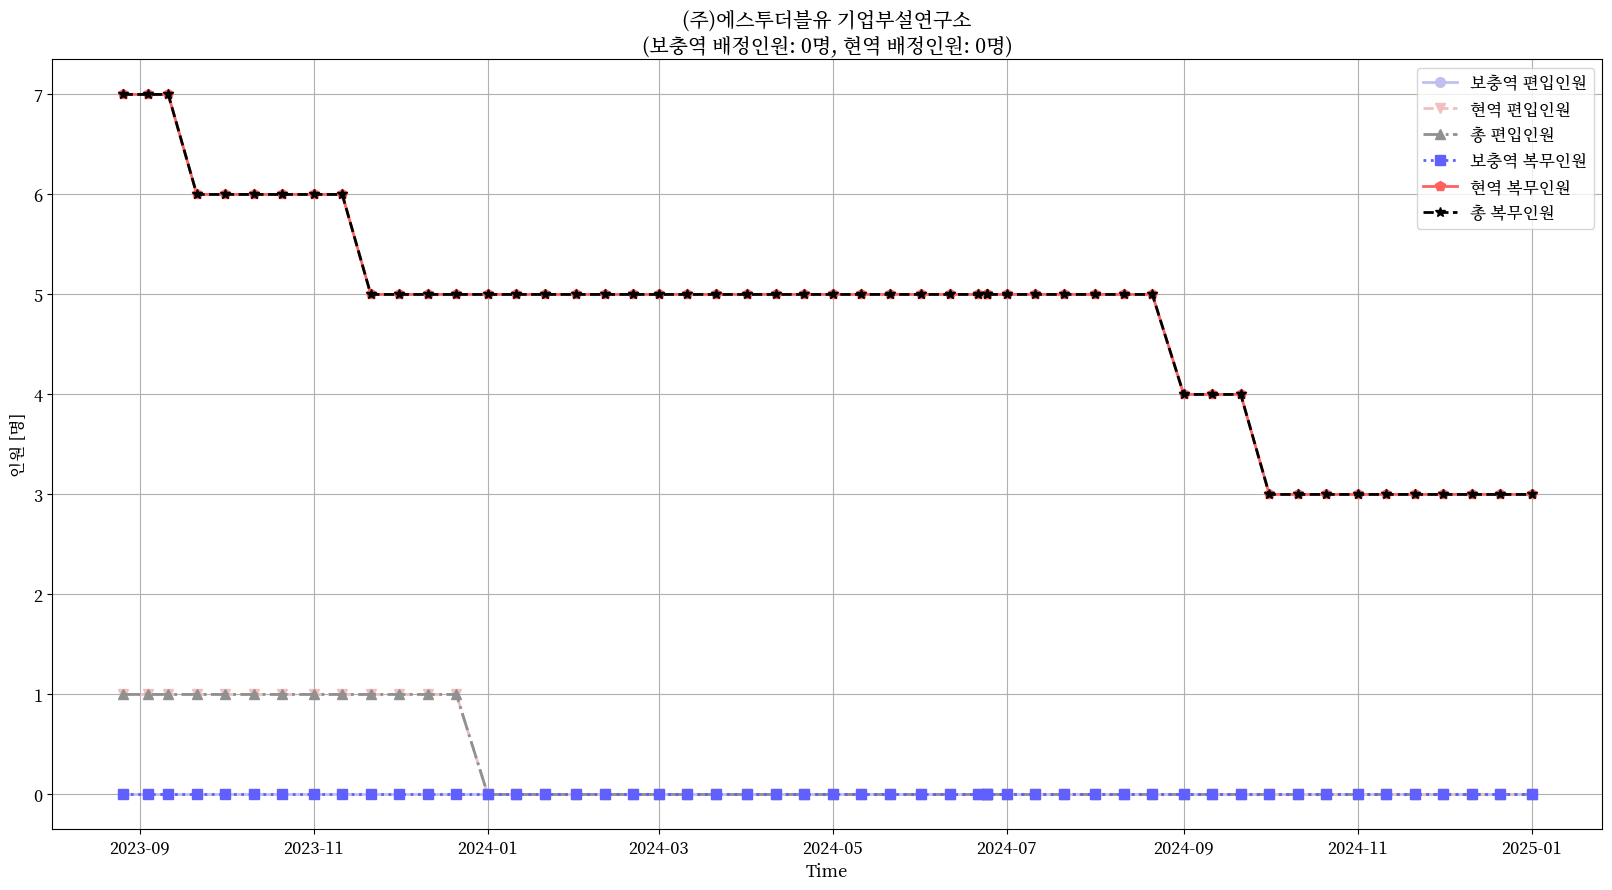 (주)에스투더블유 기업부설연구소
(보충역 배정인원: 0명, 현역 배정인원: 0명)
보충역 편입인원
현역 편입인원
총 편입인원
보충역 복무인원
현역 복무인원
총 복무인원
인원 [명]
7
6
5
4
3
2
1
0
2023-09
2023-11
2024-01
2024-03
2024-05
2024-07
2024-09
2024-11
2025-01
Time